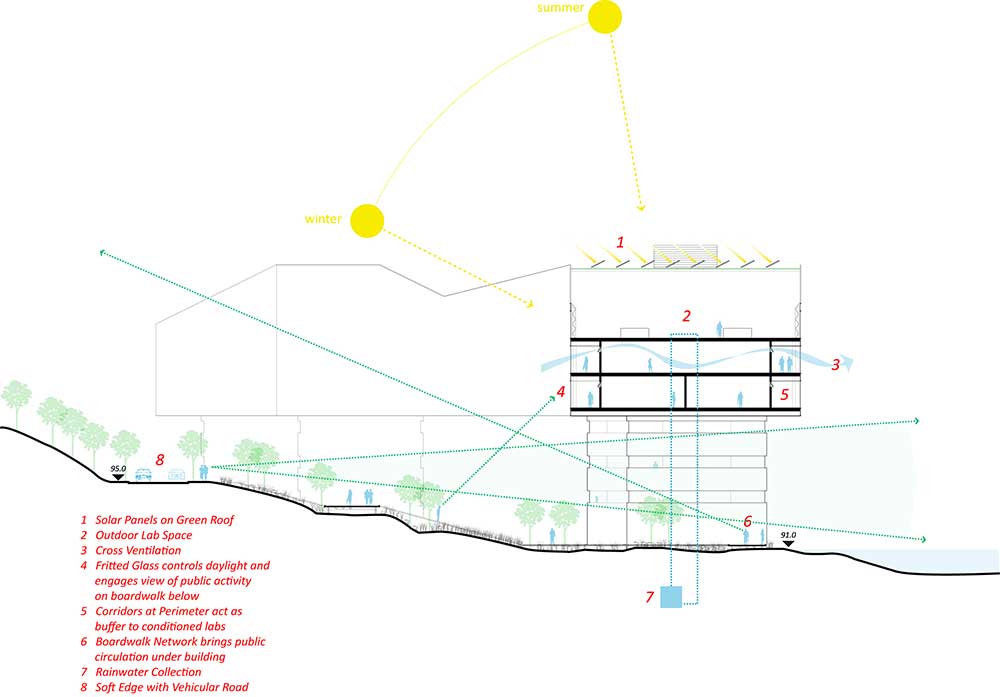 summer
winter
1
2
3
4
5
8
95.0
6
91.0
7
1 Solar Panels on Green Roof
2 Outdoor Lab Space
3 Cross Ventilation
4 Fritted Glass controls daylight and
engages view of public activity
on boardwalk below
5 Corridors at Perimeter act as
buffer to conditioned labs
6 Boardwalk Network brings public
circulation under building
7 Rainwater Collection
8 Soft Edge with Vehicular Road